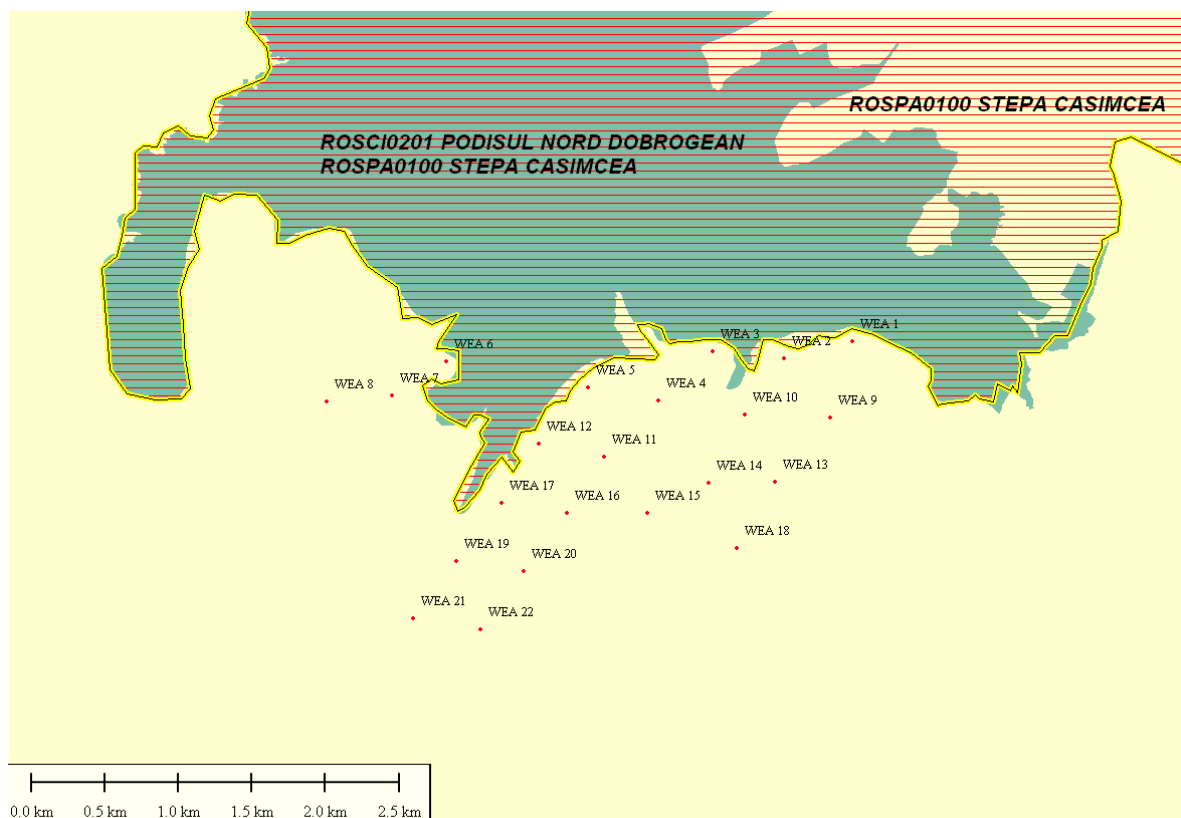 ROSPA0100 STEPA CASIMCEA
ROSCI0201 PODISUL NORD DOBROGEAN
ROSPA0100 STEPA CASIMCEA
WEA 1
WEA 3
WEA 2
WEA 6
WEA 5
WEA 7
WEA 8
WEA 4
WEA 10
WEA 9
WEA 12
WEA 11
WEA 14
WEA 13
WEA 17
WEA 16
WEA 15
WEA 18
WEA 19
WEA 20
WEA 21
WEA 22
0.0 km 0.5 km 1.0 km 1.5 km 2.0 km 2.5 km